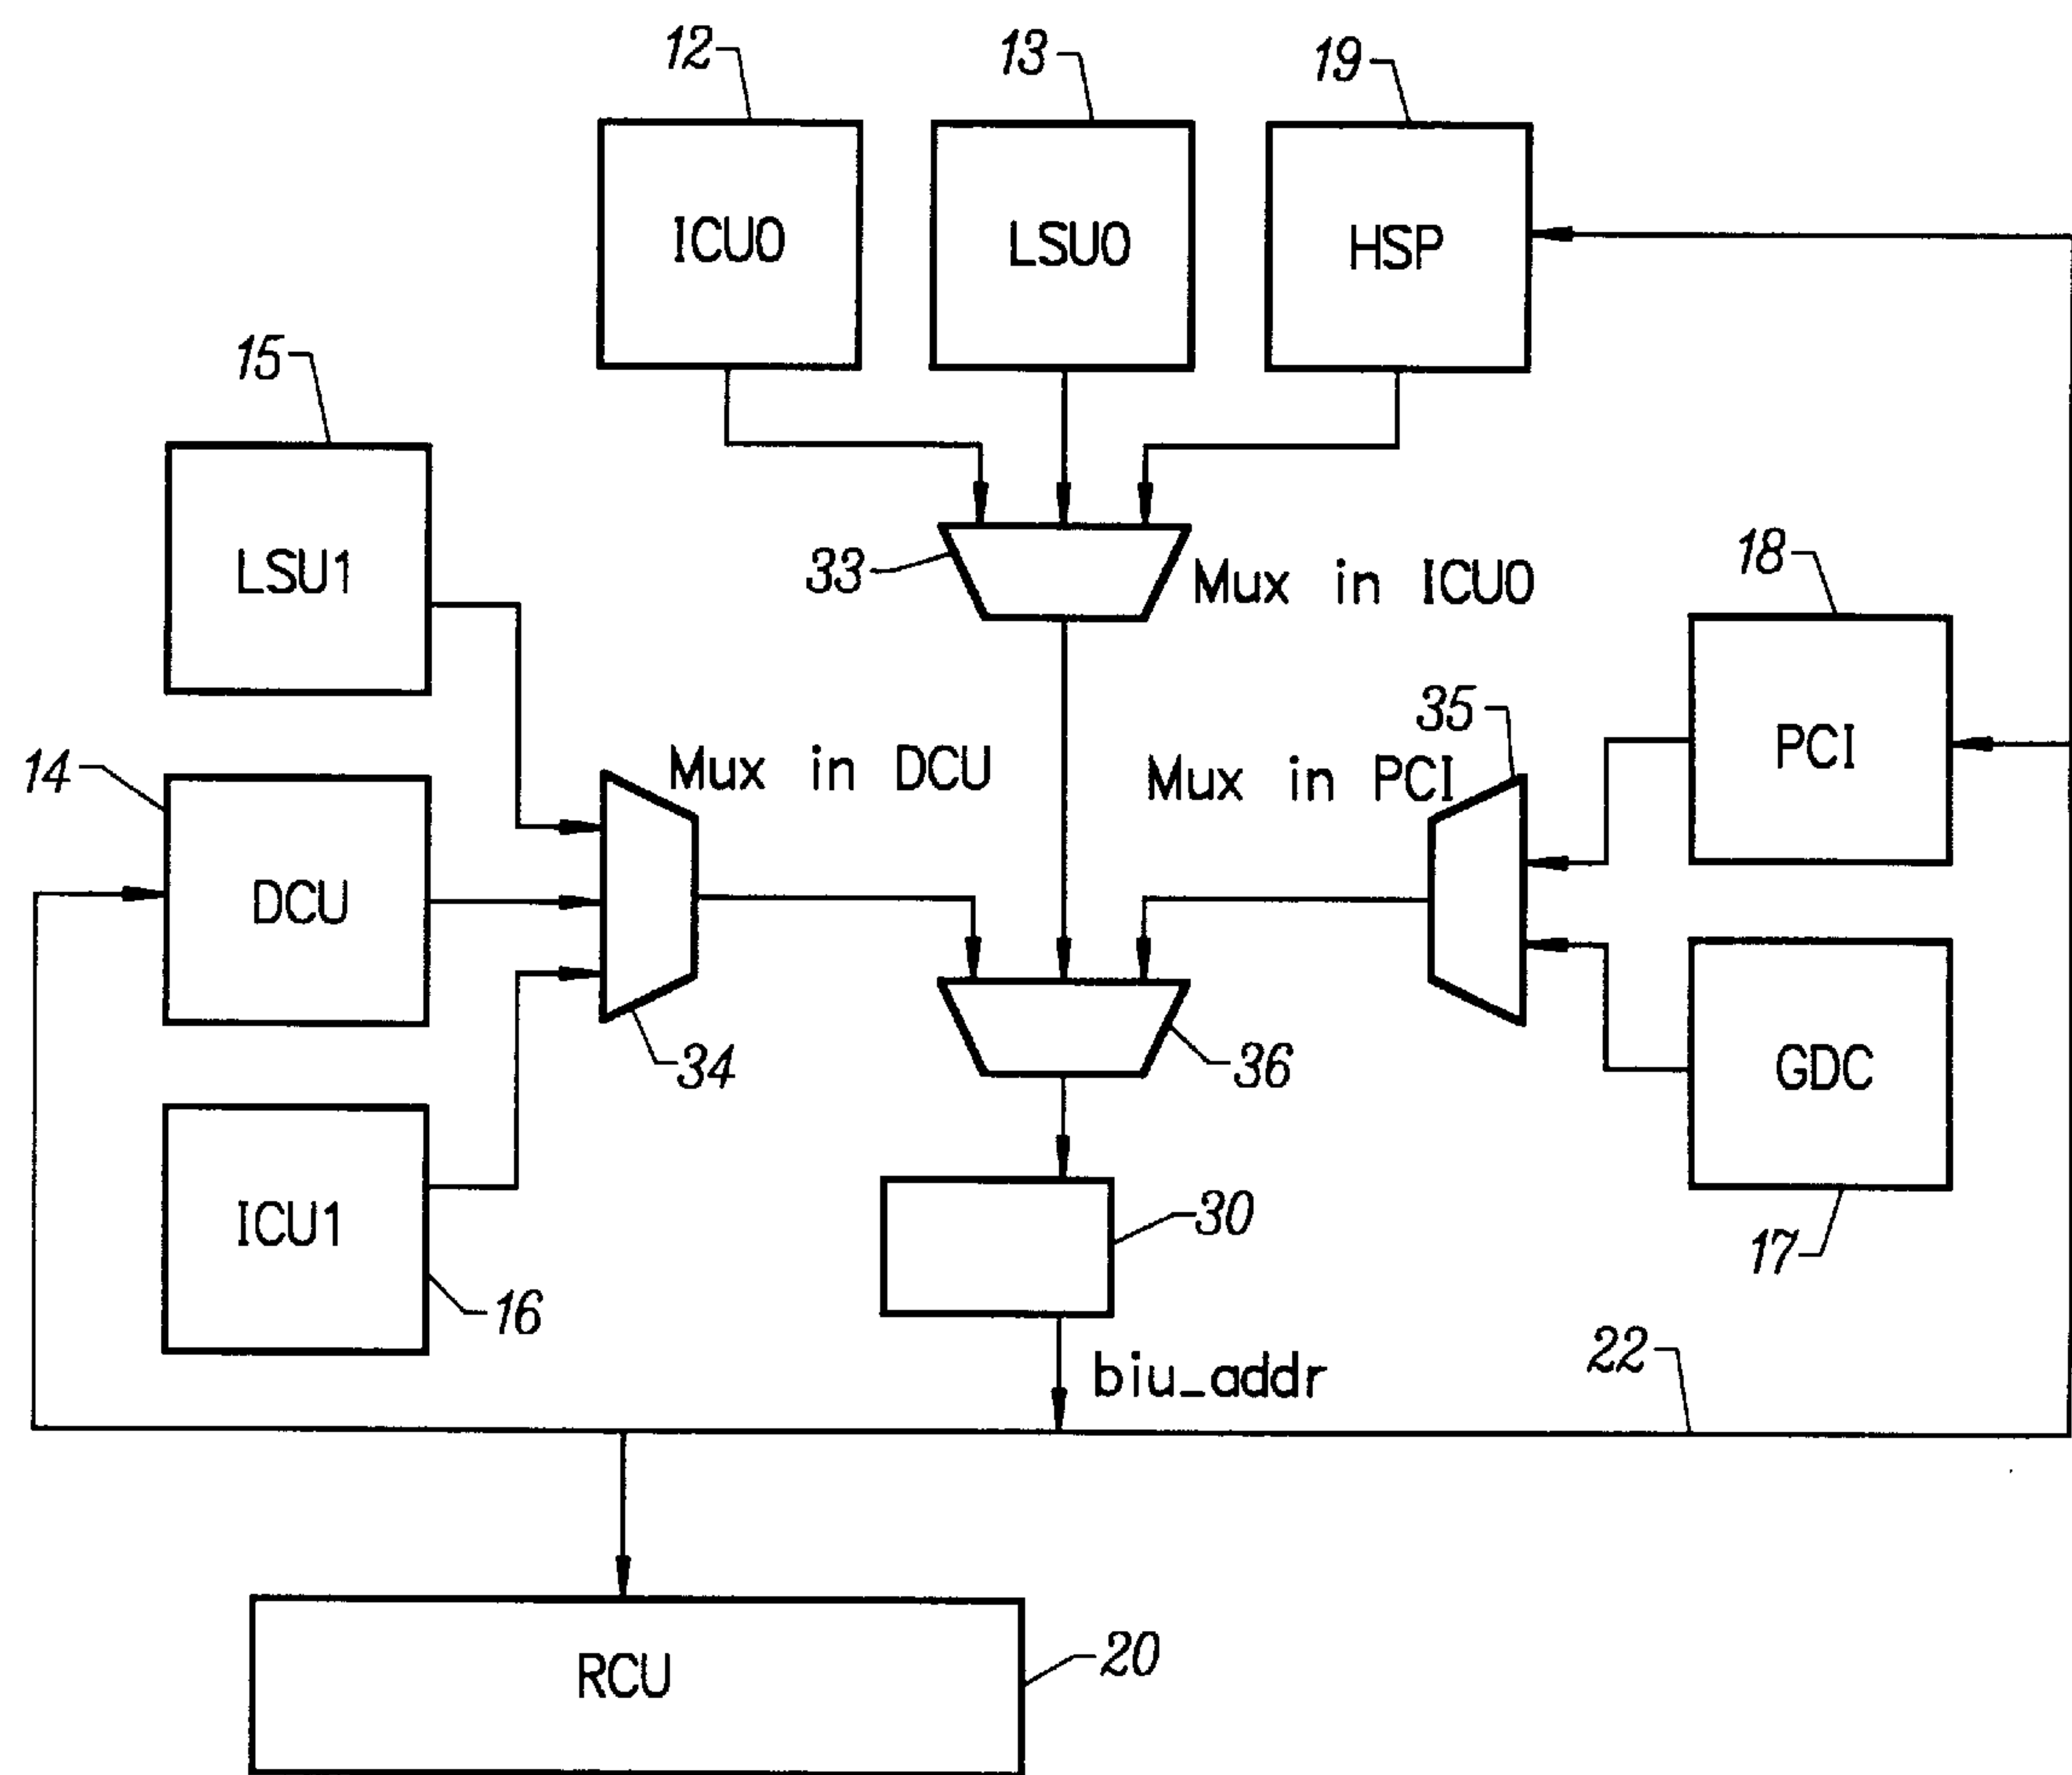 12
13
19
ICU0
LSU0
HSP
15
LSU1
33
Mux in ICU0
18
35
PCI
Mux in DCU
Mux in PCI
14
DCU
34
36
GDC
ICU1
16
30
17
biu_addr
22
RCU
20